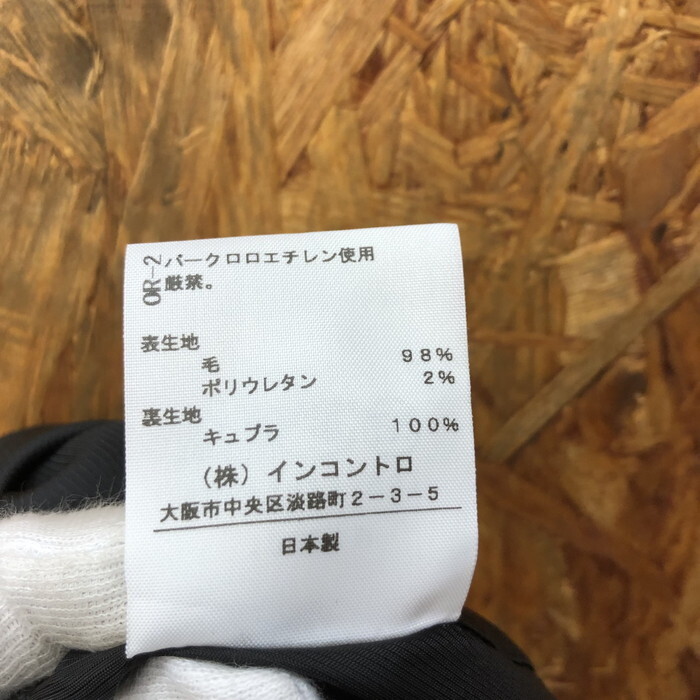 OR-2
パークロロエチレン使用
厳禁。
表生地
毛 98%
ポリウレタン 2%
裏生地
キュプラ 100%
(株)インコントロ
大阪市中央区淡路町2-3-5
日本製